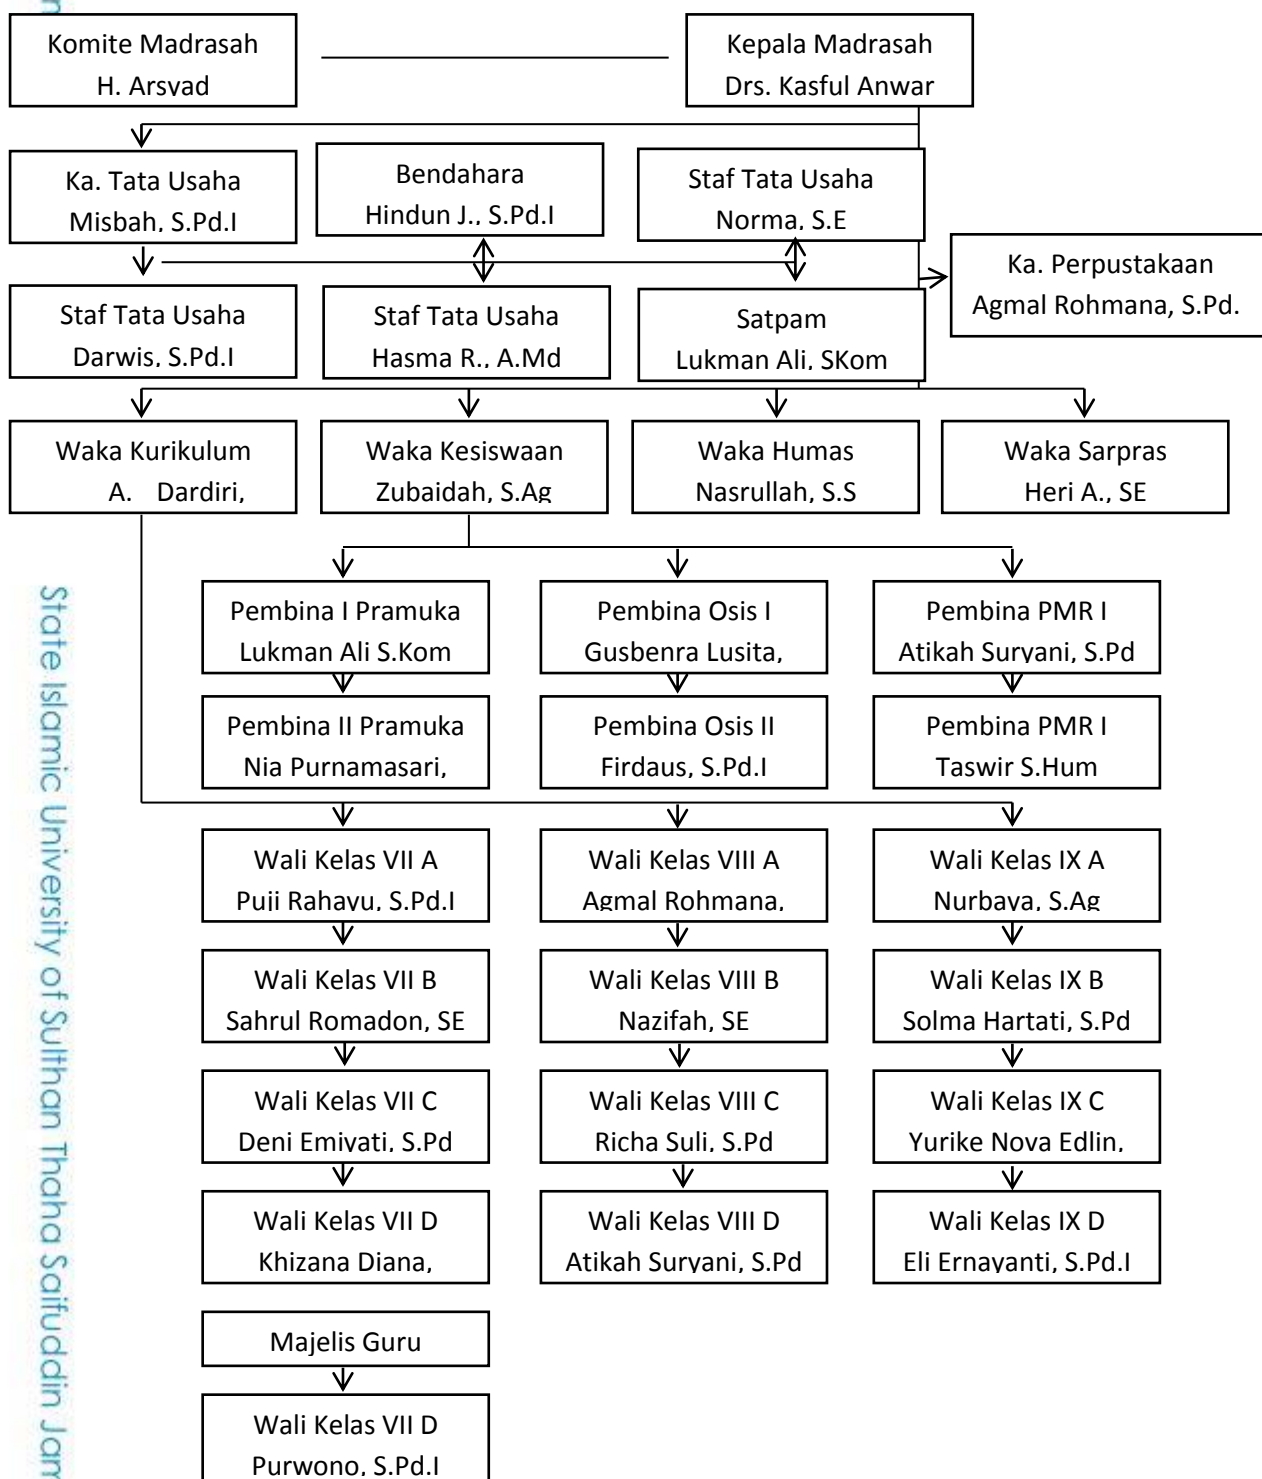 Komite Madrasah
H. Arsyad
Kepala Madrasah
Drs. Kasful Anwar
Ka. Tata Usaha
Misbah, S.Pd.I
Bendahara
Hindun J., S.Pd.I
Staf Tata Usaha
Norma, S.E
Ka. Perpustakaan
Agmal Rohmana, S.Pd.
Staf Tata Usaha
Darwis, S.Pd.I
Staf Tata Usaha
Hasma R., A.Md
Satpam
Lukman Ali, SKom
Waka Kurikulum
A. Dardiri,
Waka Kesiswaan
Zubaidah, S.Ag
Waka Humas
Nasrullah, S.S
Waka Sarpras
Heri A., SE
Pembina I Pramuka
Lukman Ali S.Kom
Pembina Osis I
Gusbenra Lusita,
Pembina PMR I
Atikah Suryani, S.Pd
Pembina II Pramuka
Nia Purnamasari,
Pembina Osis II
Firdaus, S.Pd.I
Pembina PMR I
Taswir S.Hum
Wali Kelas VII A
Puji Rahayu, S.Pd.I
Wali Kelas VIII A
Agmal Rohmana,
Wali Kelas IX A
Nurbaya, S.Ag
Wali Kelas VII B
Sahrul Romadon, SE
Wali Kelas VIII B
Nazifah, SE
Wali Kelas IX B
Solma Hartati, S.Pd
Wali Kelas VII C
Deni Emiyati, S.Pd
Wali Kelas VIII C
Richa Suli, S.Pd
Wali Kelas IX C
Yurike Nova Edlin,
Wali Kelas VII D
Khizana Diana,
Wali Kelas VIII D
Atikah Suryani, S.Pd
Wali Kelas IX D
Eli Ernayanti, S.Pd.I
Majelis Guru
Wali Kelas VII D
Purwono, S.Pd.I
State Islamic University of Sulthan Thaha Saifuddin Jam